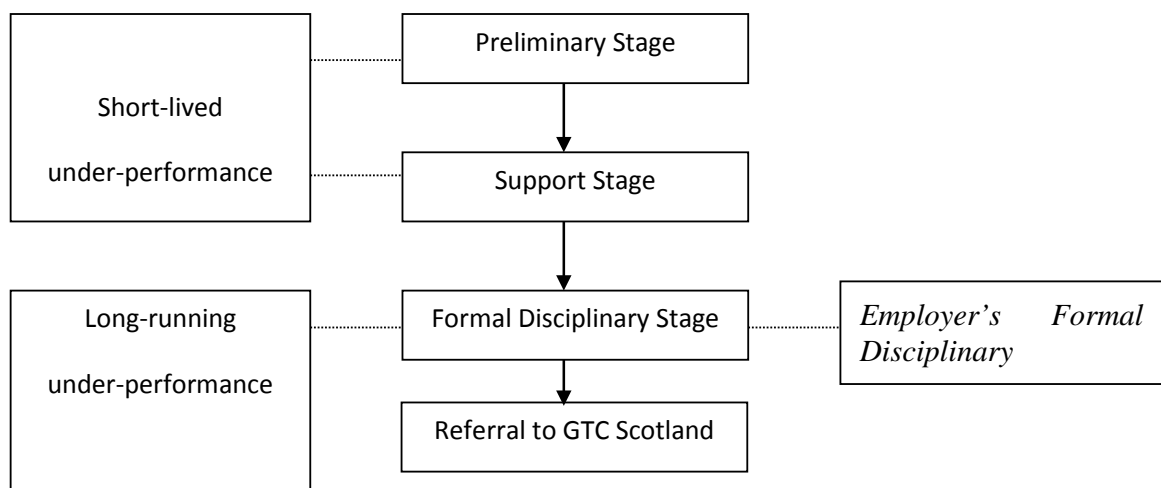 Preliminary Stage
Short-lived
under-performance
Support Stage
Long-running
under-performance
Formal Disciplinary Stage
Employer's Formal
Disciplinary
Referral to GTC Scotland